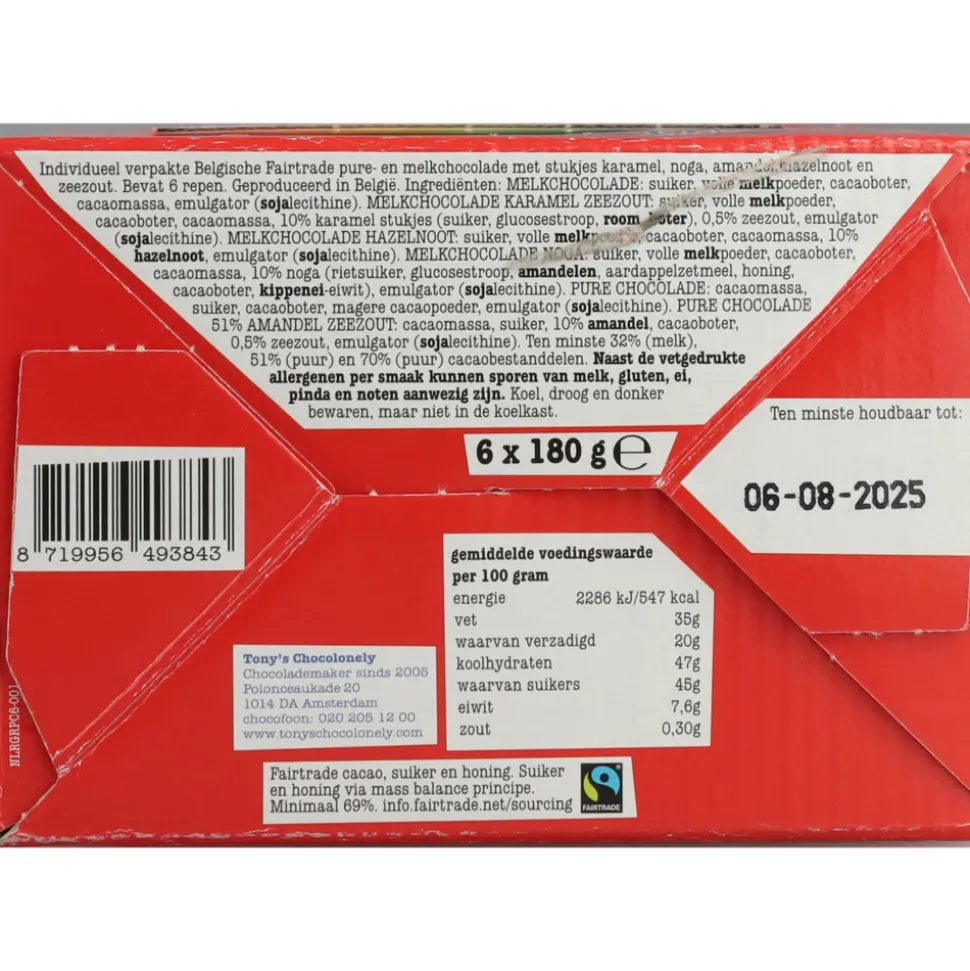 Individueel verpakte Belgische Fairtrade pure- en melkchocolade met stukjes karamel, noga, amandel, hazelnoot en
zeezout. Bevat 6 repen. Geproduceerd in België. Ingrediënten: MELKCHOCOLADE: suiker, volle melkpoeder, cacaoboter,
cacaomassa, emulgator (sojalecithine). MELKCHOCOLADE KARAMEL ZEEZOUT: suiker, volle melkpoeder,
cacaoboter, cacaomassa, 10% karamel stukjes (suiker, glucosestroop, room, boter), 0,5% zeezout, emulgator
(sojalecithine). MELKCHOCOLADE HAZELNOOT: suiker, volle melkpoeder, cacaoboter, cacaomassa, 10%
hazelnoot, emulgator (sojalecithine). MELKCHOCOLADE NOGA: suiker, volle melkpoeder, cacaoboter,
cacaomassa, 10% noga (rietsuiker, glucosestroop, amandelen, aardappelzetmeel, honing,
cacaoboter, kippenei-eiwit), emulgator (sojalecithine). PURE CHOCOLADE: cacaomassa,
suiker, cacaoboter, magere cacaopoeder, emulgator (sojalecithine). PURE CHOCOLADE
51% AMANDEL ZEEZOUT: cacaomassa, suiker, 10% amandel, cacaoboter,
0,5% zeezout, emulgator (sojalecithine). Ten minste 32% (melk),
51% (puur) en 70% (puur) cacaobestanddelen. Naast de vetgedrukte
allergenen per smaak kunnen sporen van melk, gluten, ei,
pinda en noten aanwezig zijn. Koel, droog en donker
bewaren, maar niet in de koelkast.
6 x 180 g ℮
Ten minste houdbaar tot:
06-08-2025
8 719956 493843
gemiddelde voedingswaarde
per 100 gram
energie 2286 kJ/547 kcal
vet 35g
waarvan verzadigd 20g
koolhydraten 47g
waarvan suikers 45g
eiwit 7,6g
zout 0,30g
Tony's Chocolonely
Chocolademaker sinds 2005
Polonceaukade 20
1014 DA Amsterdam
chocofoon: 020 205 12 00
www.tonyschocolonely.com
NLRGRPC6-001
Fairtrade cacao, suiker en honing. Suiker
en honing via mass balance principe.
Minimaal 69%. info.fairtrade.net/sourcing
FAIRTRADE